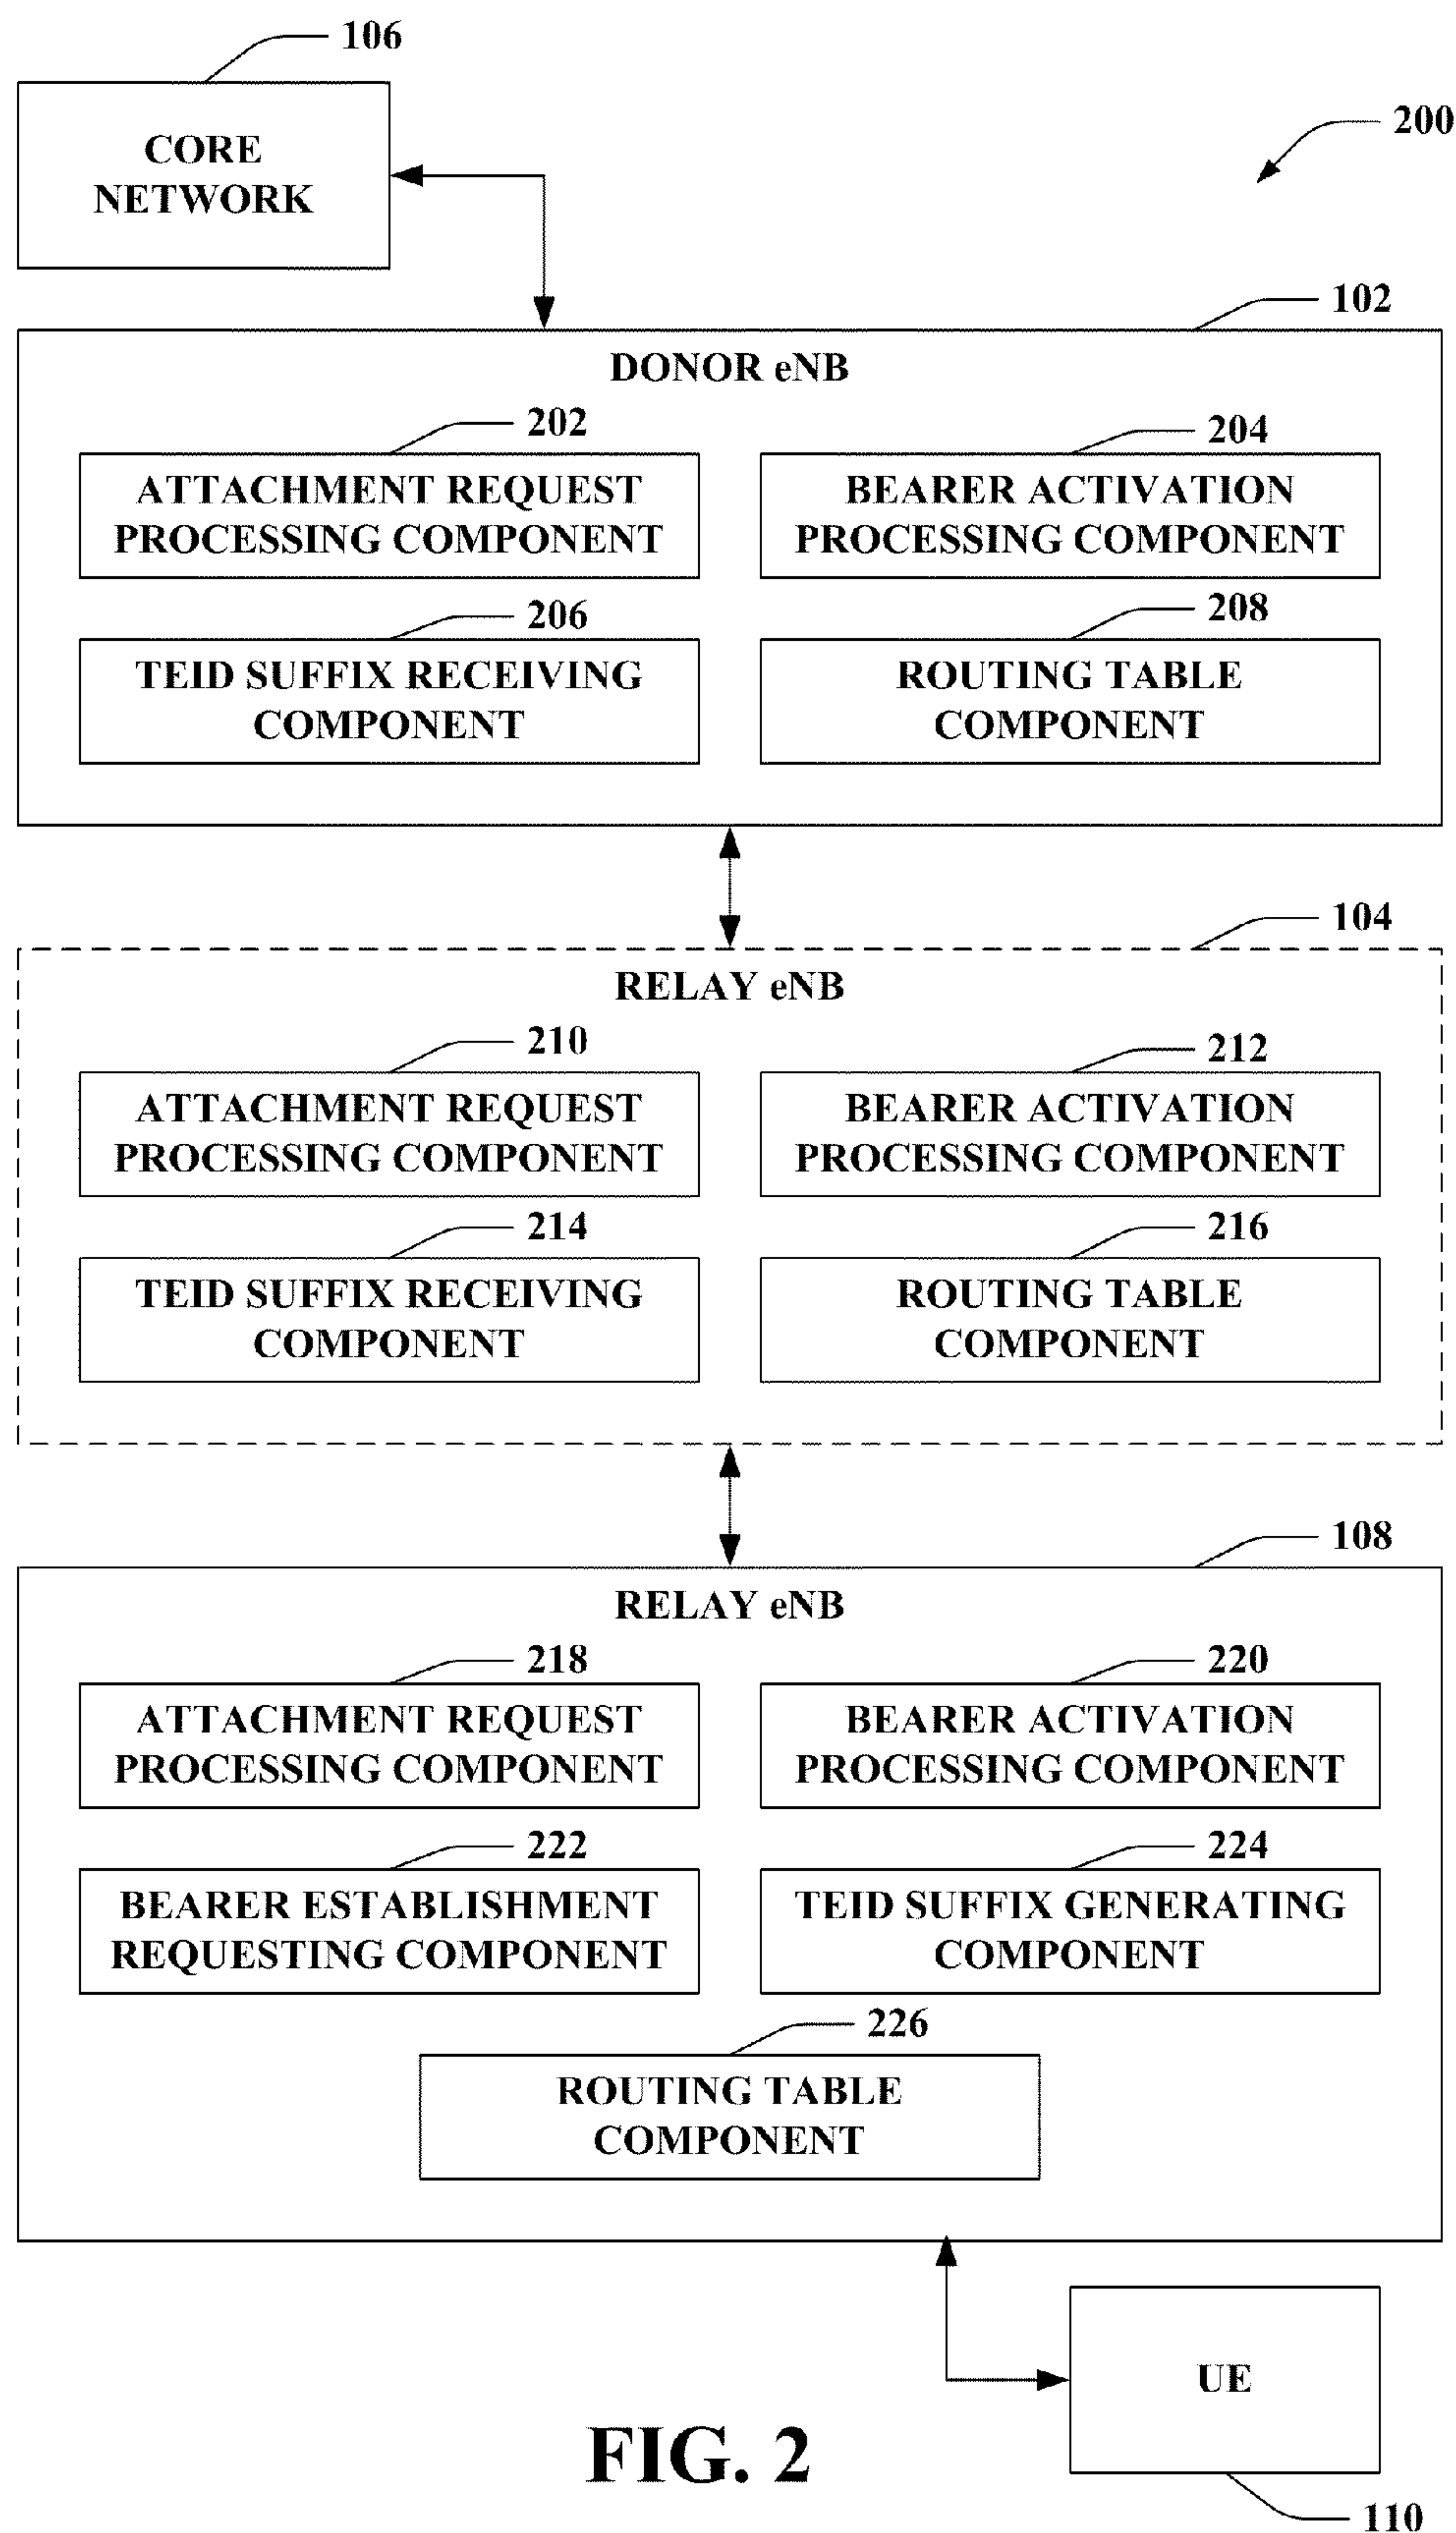 106
200
CORE
NETWORK
102
DONOR eNB
202
204
ATTACHMENT REQUEST
PROCESSING COMPONENT
BEARER ACTIVATION
PROCESSING COMPONENT
206
208
TEID SUFFIX RECEIVING
COMPONENT
ROUTING TABLE
COMPONENT
104
RELAY eNB
210
212
ATTACHMENT REQUEST
PROCESSING COMPONENT
BEARER ACTIVATION
PROCESSING COMPONENT
214
216
TEID SUFFIX RECEIVING
COMPONENT
ROUTING TABLE
COMPONENT
108
RELAY eNB
218
220
ATTACHMENT REQUEST
PROCESSING COMPONENT
BEARER ACTIVATION
PROCESSING COMPONENT
222
224
BEARER ESTABLISHMENT
REQUESTING COMPONENT
TEID SUFFIX GENERATING
COMPONENT
226
ROUTING TABLE
COMPONENT
UE
FIG. 2
110